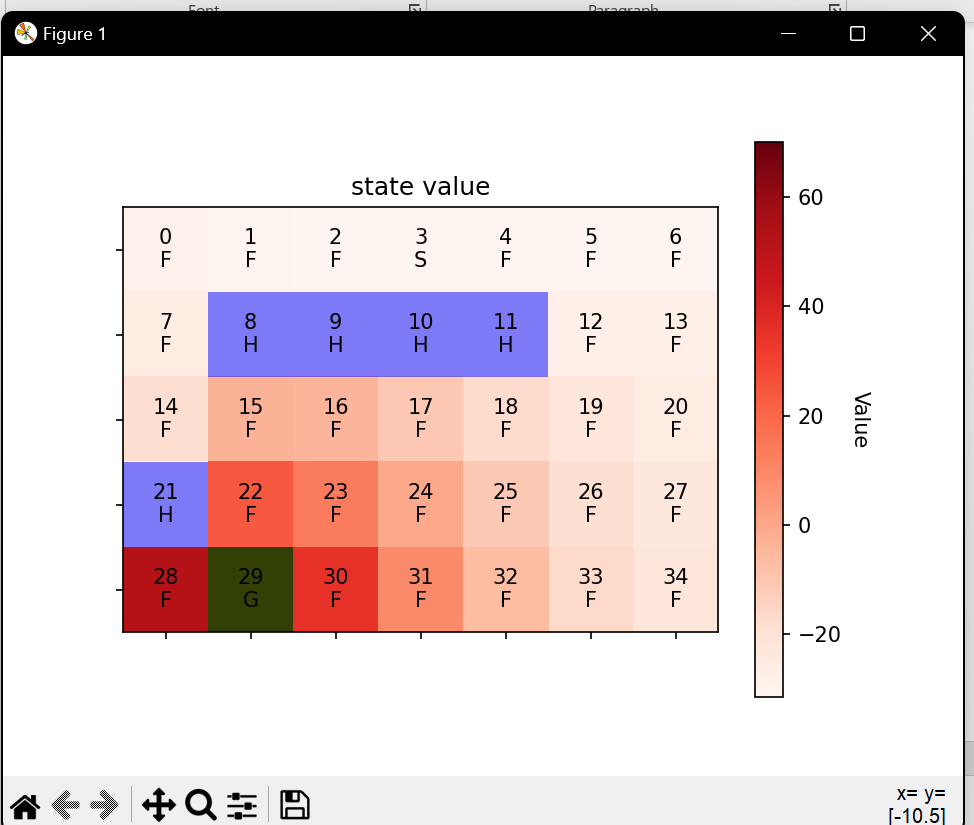 Font
Paragraph
Figure 1
state value
0 1 2 3 4 5 6
F F F S F F F
7 8 9 10 11 12 13
F H H H H F F
14 15 16 17 18 19 20
F F F F F F F
21 22 23 24 25 26 27
H F F F F F F
28 29 30 31 32 33 34
F G F F F F F
60
40
20
0
−20
Value
x= y=
[-10.5]